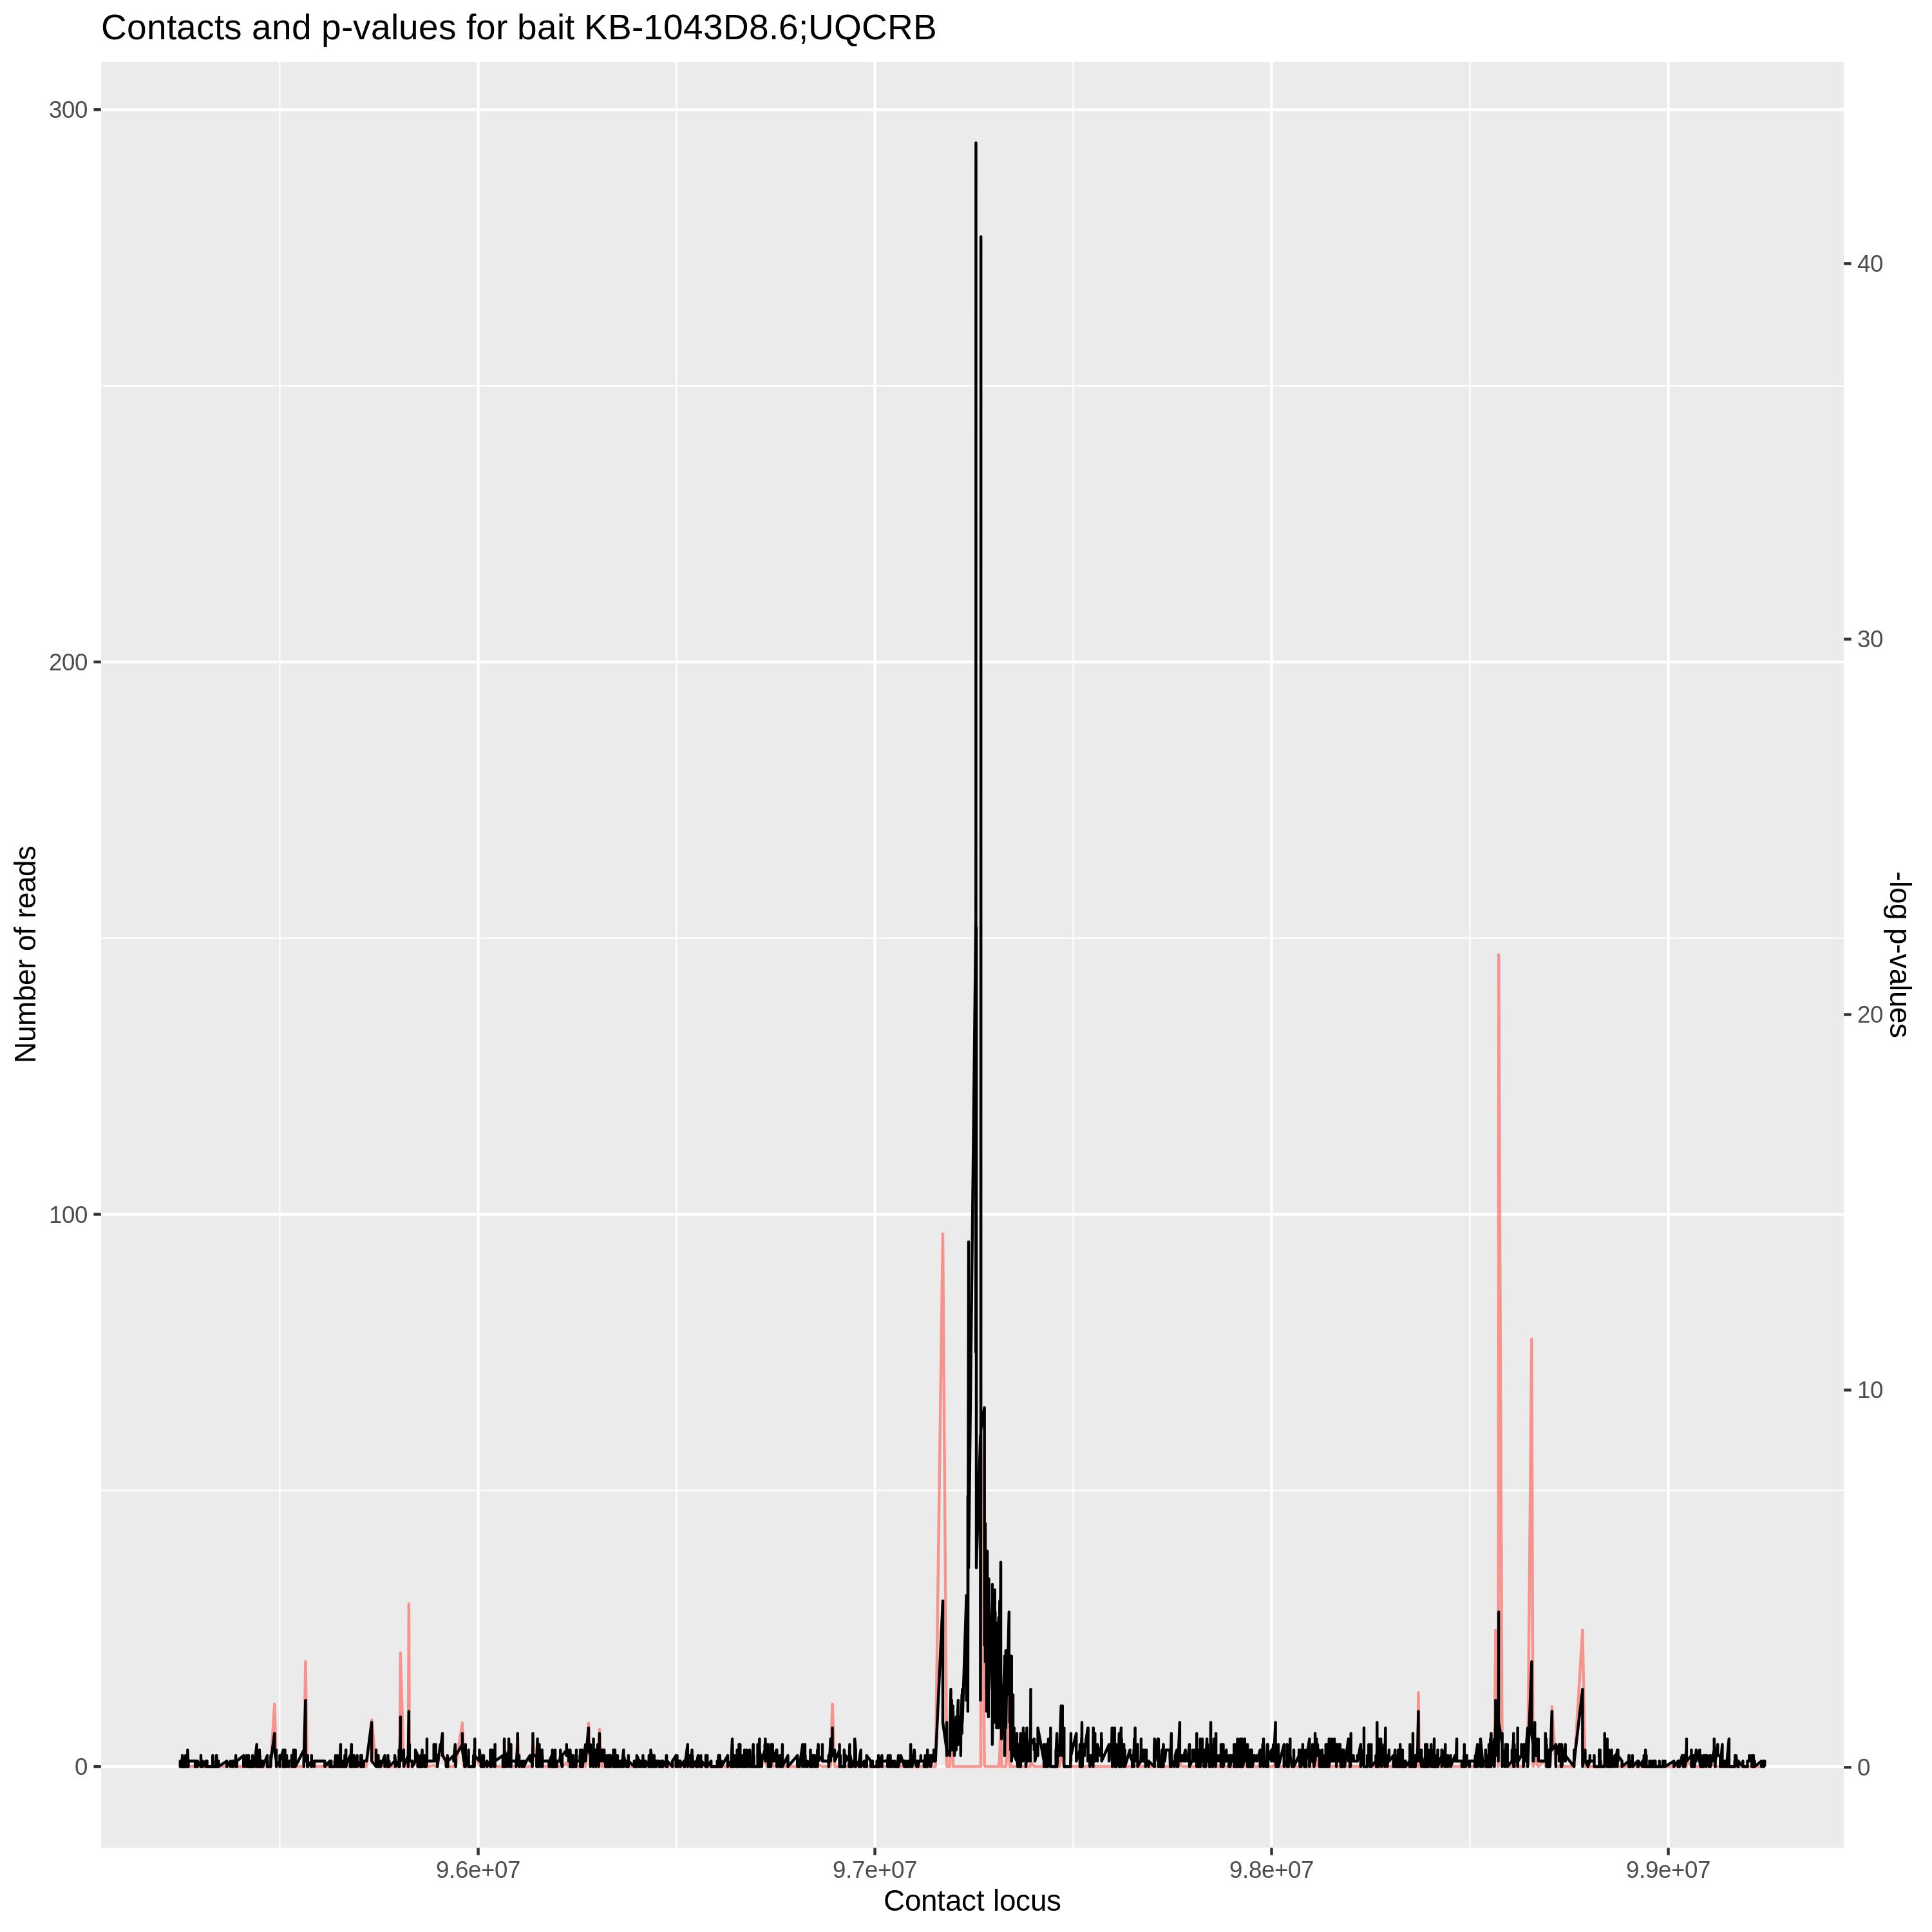 Contacts and p-values for bait KB-1043D8.6;UQCRB
300
200
100
0
Number of reads
40
30
20
10
0
-log p-values
9.6e+07
9.7e+07
9.8e+07
9.9e+07
Contact locus